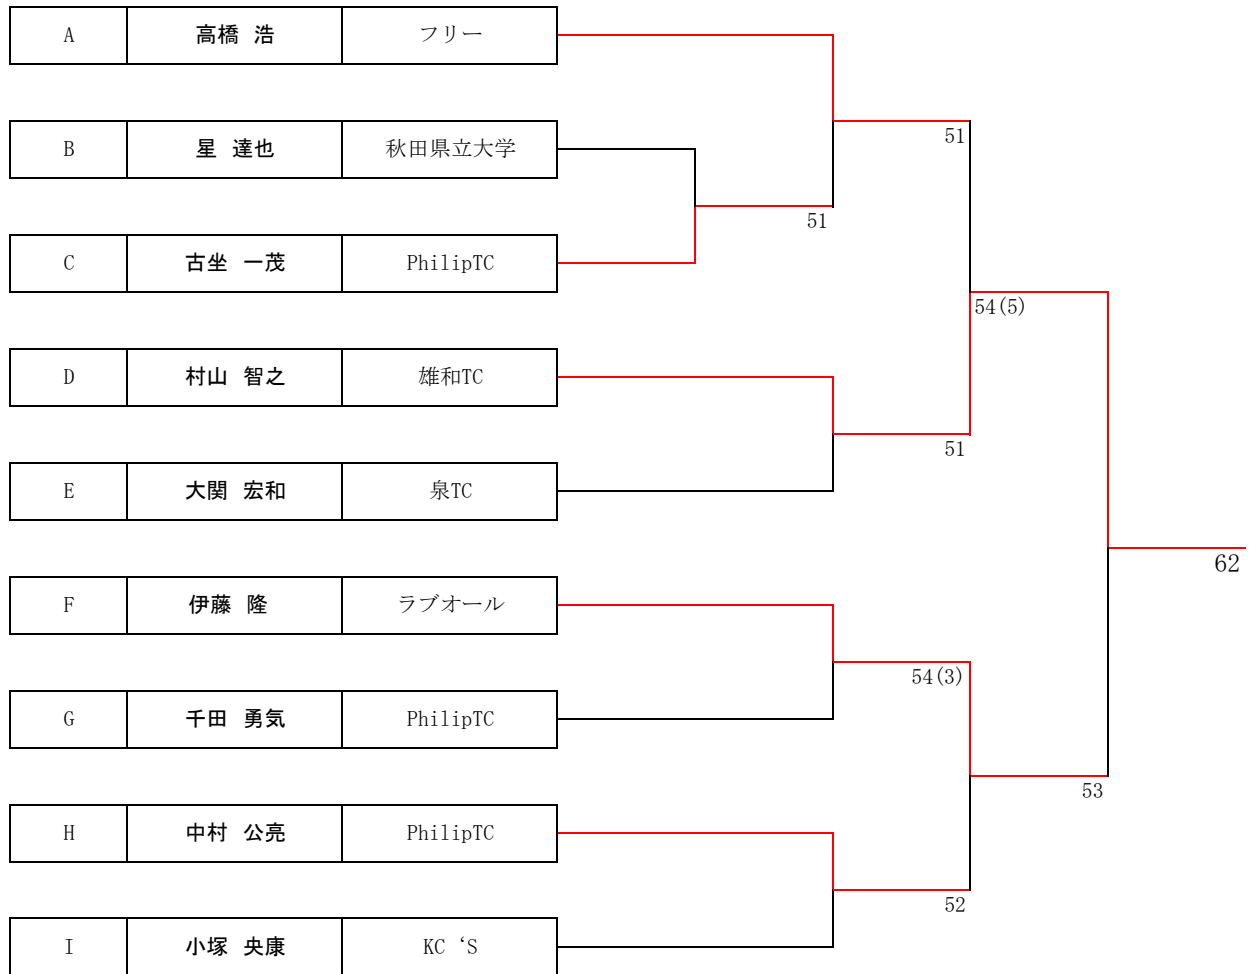 A 高橋 浩 フリー
51
B 星 達也 秋田県立大学
51
C 古坐 一茂 PhilipTC
54(5)
D 村山 智之 雄和TC
51
E 大関 宏和 泉TC
62
F 伊藤 隆 ラブオール
54(3)
G 千田 勇気 PhilipTC
53
H 中村 公亮 PhilipTC
52
I 小塚 央康 KC‘S